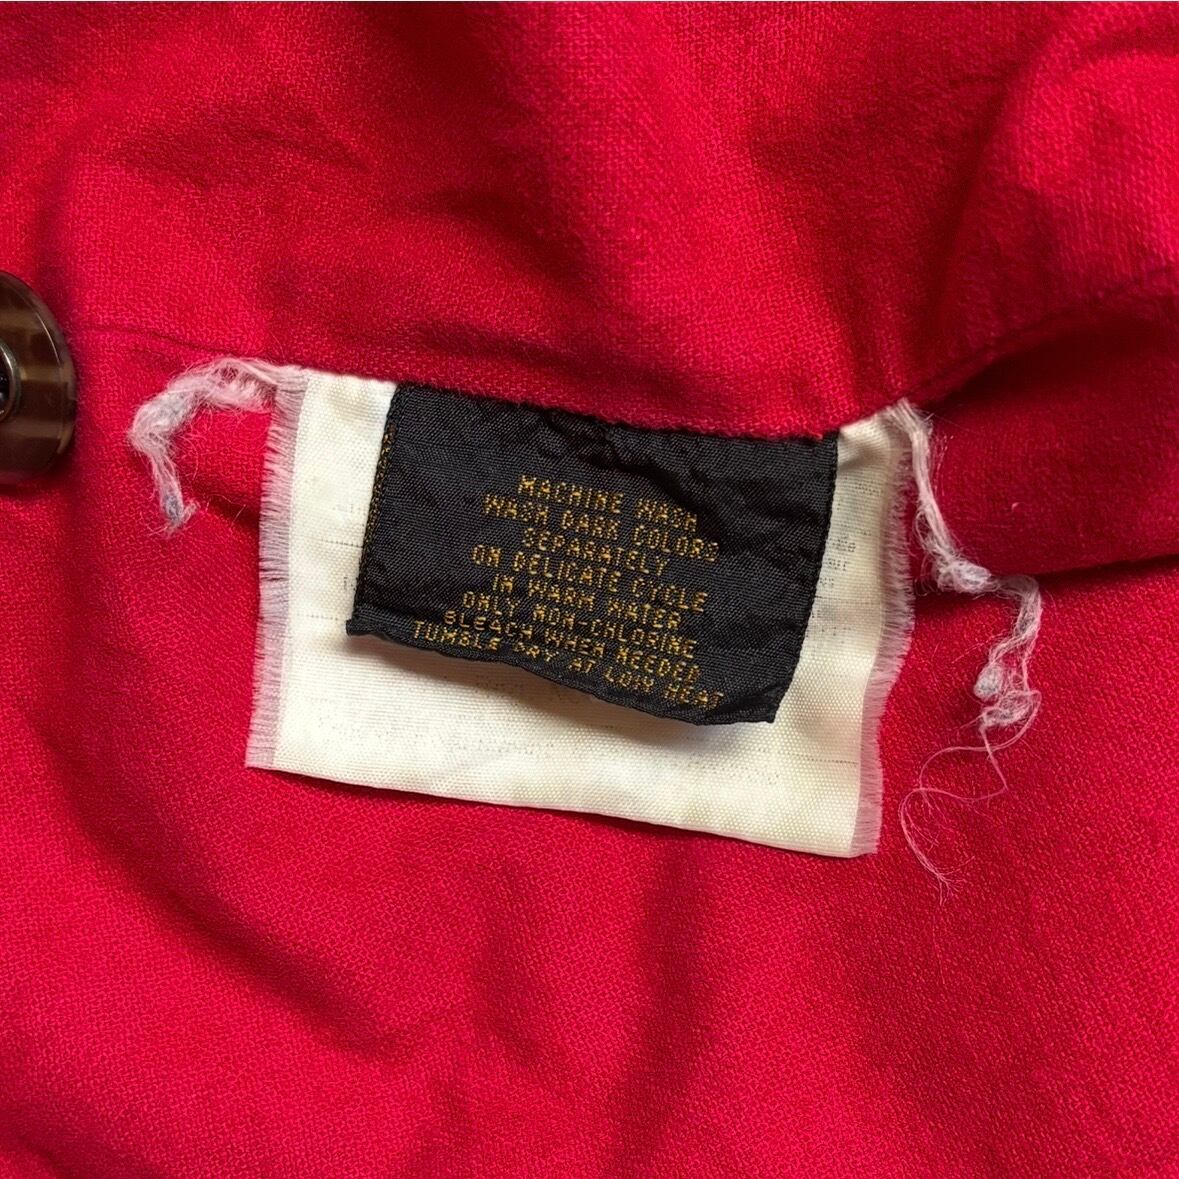 MACHINE WASH
WASH DARK COLORS
SEPARATELY
ON DELICATE CYCLE
IN WARM WATER
ONLY NON-CHLORINE
BLEACH WHEN NEEDED
TUMBLE DRY AT LOW HEAT